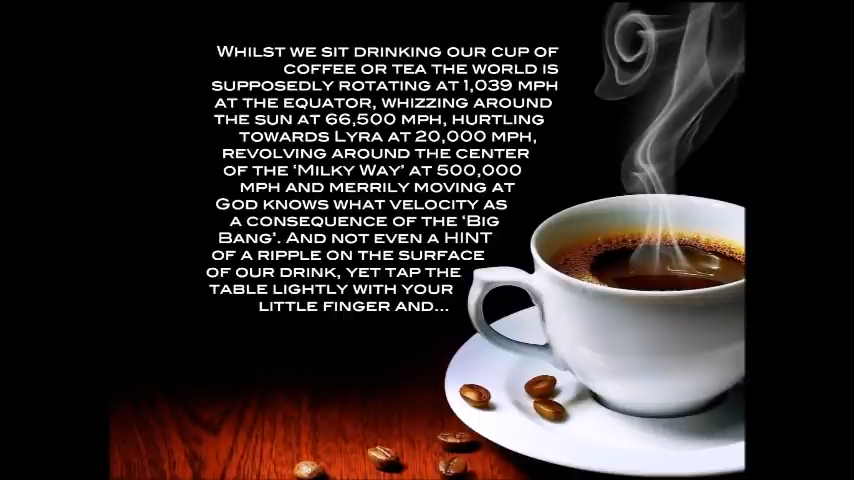 Whilst we sit drinking our cup of
coffee or tea the world is
supposedly rotating at 1,039 mph
at the equator, whizzing around
the sun at 66,500 mph, hurtling
towards Lyra at 20,000 mph,
revolving around the center
of the ‘Milky Way’ at 500,000
mph and merrily moving at
God knows what velocity as
a consequence of the ‘Big
Bang’. And not even a HINT
of a ripple on the surface
of our drink, yet tap the
table lightly with your
little finger and...